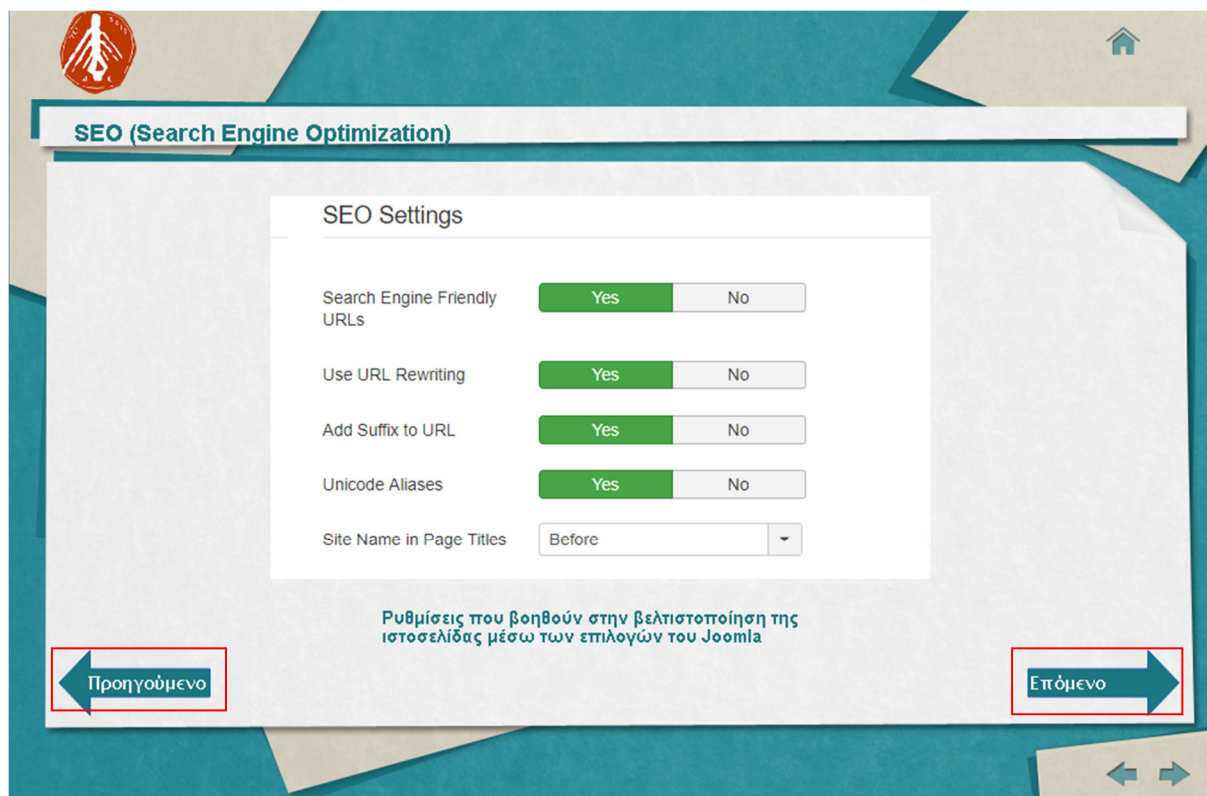 SEO (Search Engine Optimization)
SEO Settings
Search Engine Friendly
URLs
Yes No
Use URL Rewriting
Yes No
Add Suffix to URL
Yes No
Unicode Aliases
Yes No
Site Name in Page Titles
Before
Ρυθμίσεις που βοηθούν στην βελτιστοποίηση της
ιστοσελίδας μέσω των επιλογών του Joomla
Προηγούμενο
Επόμενο